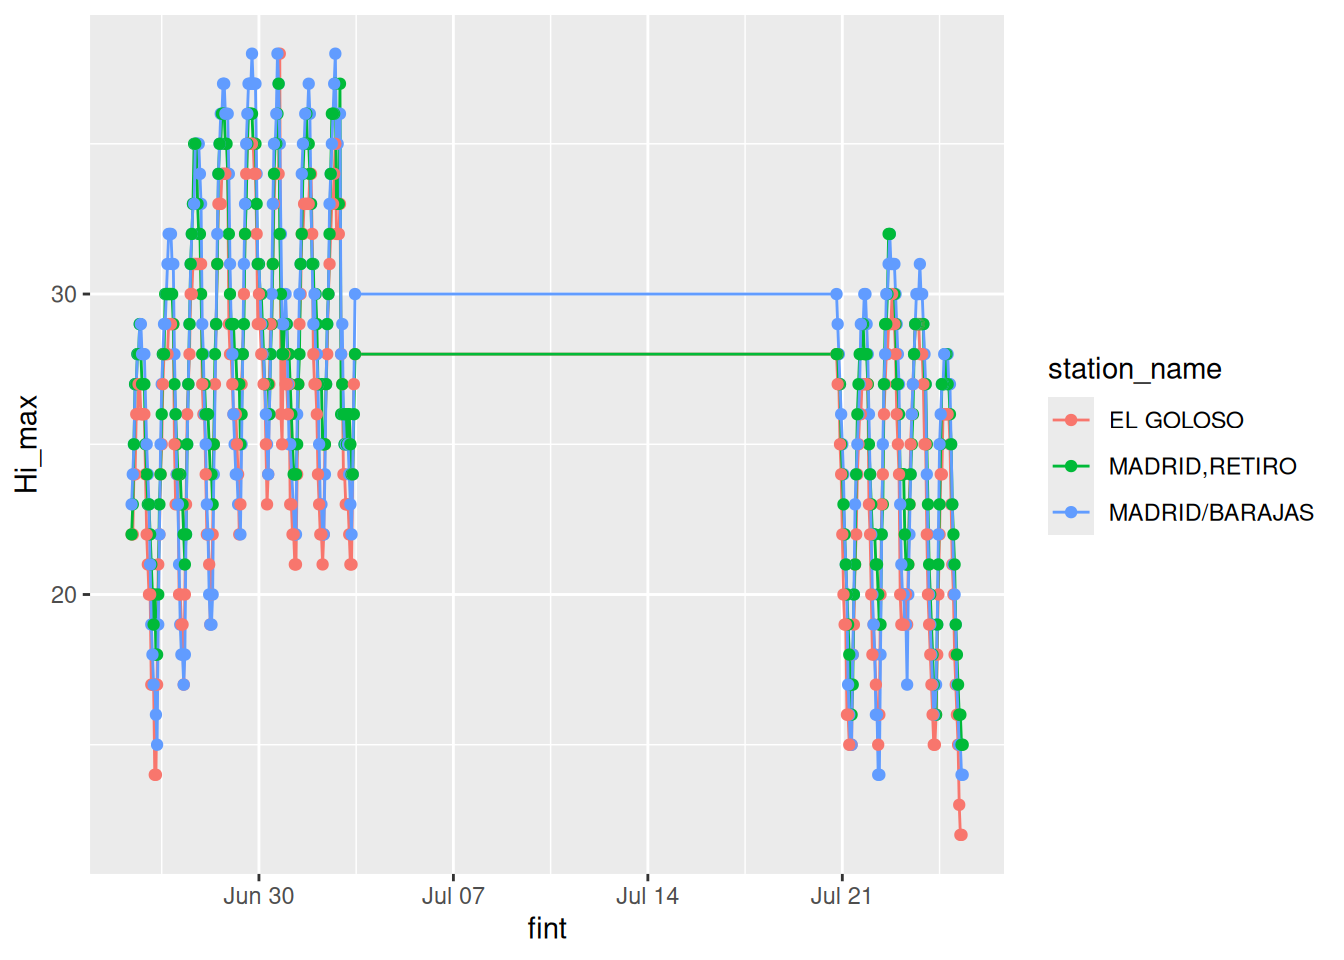 Hi_max
30
20
Jun 30
Jul 07
Jul 14
Jul 21
fint
station_name
EL GOLOSO
MADRID,RETIRO
MADRID/BARAJAS